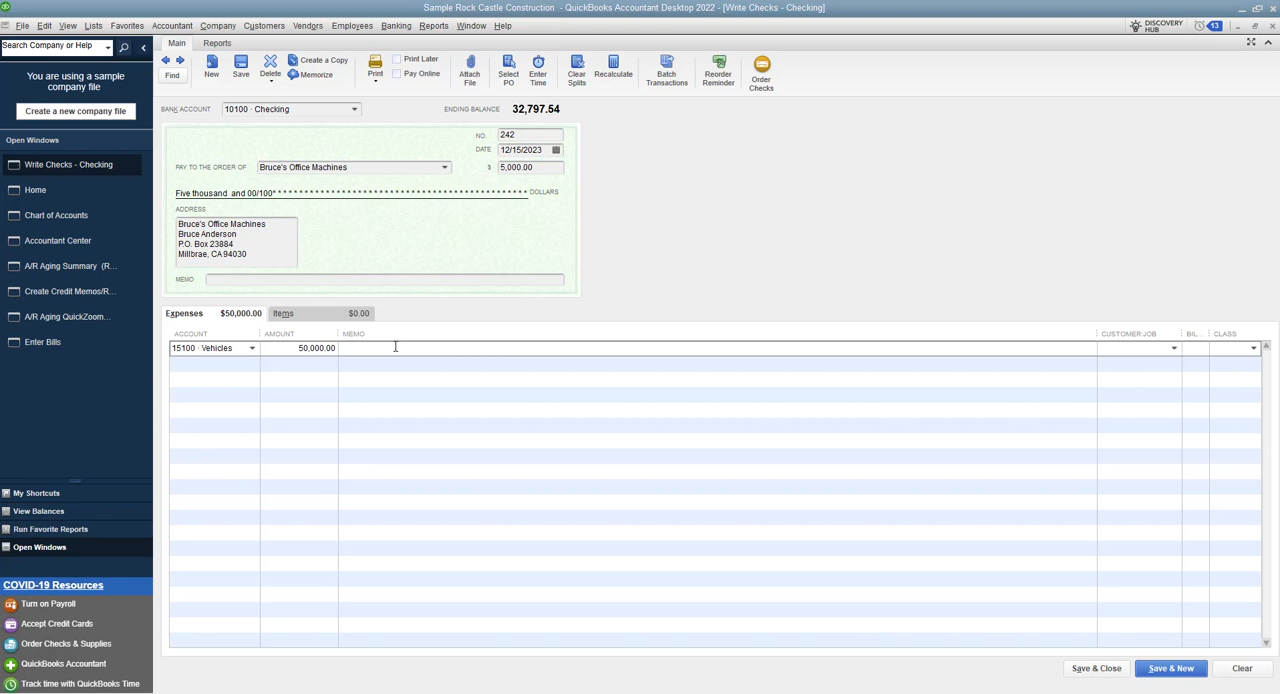 Sample Rock Castle Construction - QuickBooks Accountant Desktop 2022 - [Write Checks - Checking]
File Edit View Lists Favorites Accountant Company Customers Vendors Employees Banking Reports Window Help
DISCOVERY HUB 13
Search Company or Help
Main Reports
You are using a sample
company file
Create a new company file
Open Windows
Write Checks - Checking
Home
Chart of Accounts
Accountant Center
A/R Aging Summary (R...
Create Credit Memos/R...
A/R Aging QuickZoom...
Enter Bills
My Shortcuts
View Balances
Run Favorite Reports
Open Windows
COVID-19 Resources
Turn on Payroll
Accept Credit Cards
Order Checks & Supplies
QuickBooks Accountant
Track time with QuickBooks Time
Find
New
Save
Delete
Create a Copy
Memorize
Print
Print Later
Pay Online
Attach
File
Select
PO
Enter
Time
Clear
Splits
Recalculate
Batch
Transactions
Reorder
Reminder
Order
Checks
BANK ACCOUNT 10100 · Checking ENDING BALANCE 32,797.54
NO. 242
DATE 12/15/2023
PAY TO THE ORDER OF Bruce's Office Machines $ 5,000.00
Five thousand and 00/100* * * * * * * * * * * * * * * * * * * * * * * * * * * * * * * * * * * * * * * * * * * * * * * * DOLLARS
ADDRESS
Bruce's Office Machines
Bruce Anderson
P.O. Box 23884
Millbrae, CA 94030
MEMO
Expenses $50,000.00 Items $0.00
ACCOUNT AMOUNT MEMO CUSTOMER:JOB BIL... CLASS
15100 · Vehicles 50,000.00
Save & Close Save & New Clear